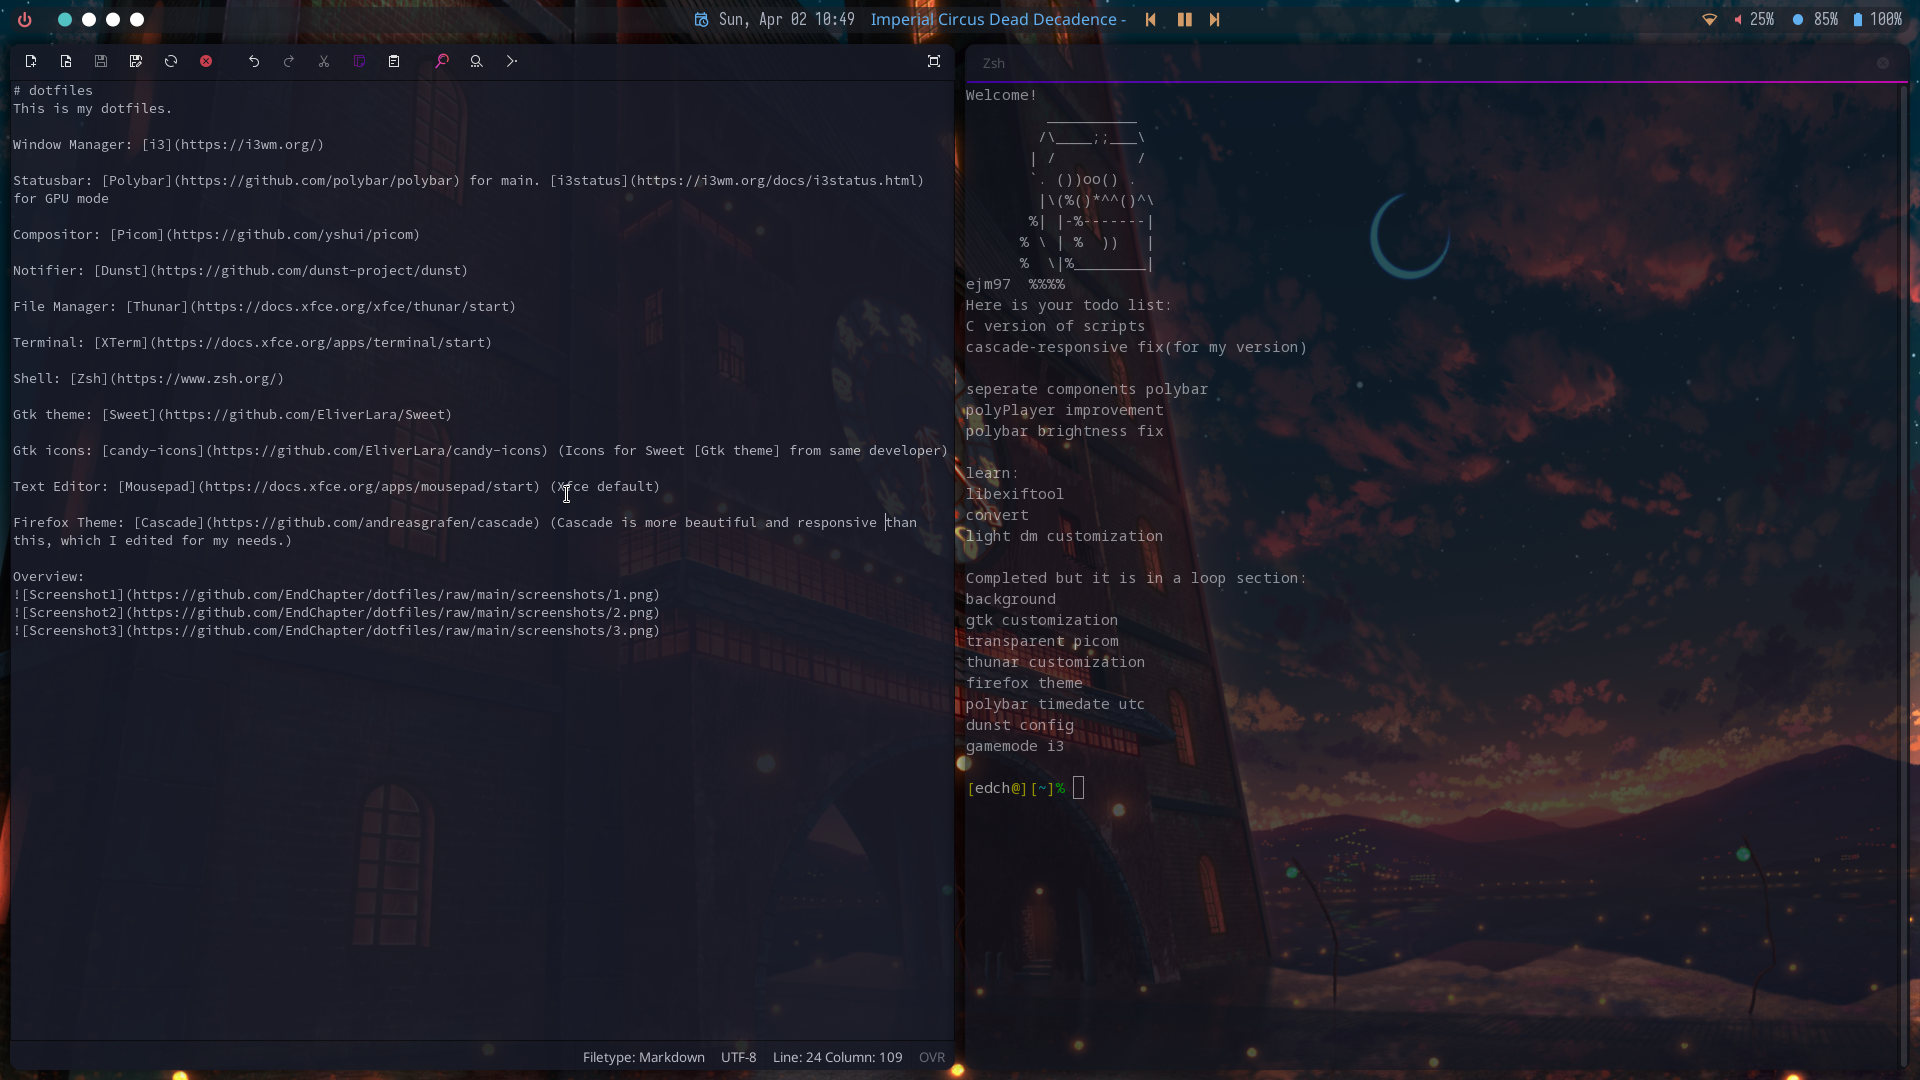 Sun, Apr 02 10:49 Imperial Circus Dead Decadence -
25% 85% 100%
# dotfiles
This is my dotfiles.
Window Manager: [i3](https://i3wm.org/)
Statusbar: [Polybar](https://github.com/polybar/polybar) for main. [i3status](https://i3wm.org/docs/i3status.html)
for GPU mode
Compositor: [Picom](https://github.com/yshui/picom)
Notifier: [Dunst](https://github.com/dunst-project/dunst)
File Manager: [Thunar](https://docs.xfce.org/xfce/thunar/start)
Terminal: [XTerm](https://docs.xfce.org/apps/terminal/start)
Shell: [Zsh](https://www.zsh.org/)
Gtk theme: [Sweet](https://github.com/EliverLara/Sweet)
Gtk icons: [candy-icons](https://github.com/EliverLara/candy-icons) (Icons for Sweet [Gtk theme] from same developer)
Text Editor: [Mousepad](https://docs.xfce.org/apps/mousepad/start) (Xfce default)
Firefox Theme: [Cascade](https://github.com/andreasgrafen/cascade) (Cascade is more beautiful and responsive than
this, which I edited for my needs.)
Overview:
![Screenshot1](https://github.com/EndChapter/dotfiles/raw/main/screenshots/1.png)
![Screenshot2](https://github.com/EndChapter/dotfiles/raw/main/screenshots/2.png)
![Screenshot3](https://github.com/EndChapter/dotfiles/raw/main/screenshots/3.png)
Filetype: Markdown UTF-8 Line: 24 Column: 109 OVR
Zsh
Welcome!
         __________
        /\____;;___\
       | /         /
       `. ())oo() .
        |\(%()*^^()^\
       %| |-%-------|
      % \ | %  ))   |
      %  \|%________|
ejm97  %%%%
Here is your todo list:
C version of scripts
cascade-responsive fix(for my version)
seperate components polybar
polyPlayer improvement
polybar brightness fix
learn:
libexiftool
convert
light dm customization
Completed but it is in a loop section:
background
gtk customization
transparent picom
thunar customization
firefox theme
polybar timedate utc
dunst config
gamemode i3
[edch@][~]%